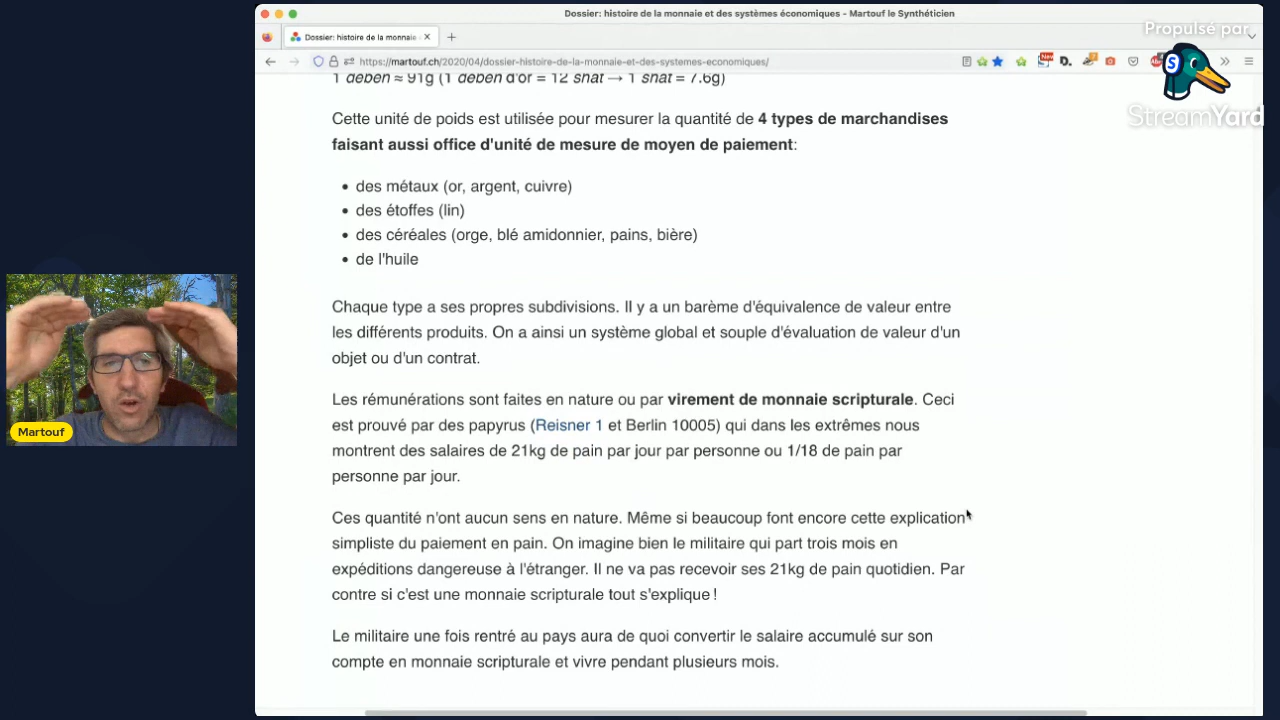 Dossier: histoire de la monnaie et des systèmes économiques - Martouf le Synthéticien
Propulsé par
StreamYard
Dossier: histoire de la monnaie
https://martouf.ch/2020/04/dossier-histoire-de-la-monnaie-et-des-systemes-economiques/
1 deben ≈ 91g (1 deben d'or = 12 shât → 1 shât = 7.6g)
Cette unité de poids est utilisée pour mesurer la quantité de 4 types de marchandises
faisant aussi office d'unité de mesure de moyen de paiement:
• des métaux (or, argent, cuivre)
• des étoffes (lin)
• des céréales (orge, blé amidonnier, pains, bière)
• de l'huile
Chaque type a ses propres subdivisions. Il y a un barème d'équivalence de valeur entre
les différents produits. On a ainsi un système global et souple d'évaluation de valeur d'un
objet ou d'un contrat.
Les rémunérations sont faites en nature ou par virement de monnaie scripturale. Ceci
est prouvé par des papyrus (Reisner 1 et Berlin 10005) qui dans les extrêmes nous
montrent des salaires de 21kg de pain par jour par personne ou 1/18 de pain par
personne par jour.
Ces quantité n'ont aucun sens en nature. Même si beaucoup font encore cette explication
simpliste du paiement en pain. On imagine bien le militaire qui part trois mois en
expéditions dangereuse à l'étranger. Il ne va pas recevoir ses 21kg de pain quotidien. Par
contre si c'est une monnaie scripturale tout s'explique !
Le militaire une fois rentré au pays aura de quoi convertir le salaire accumulé sur son
compte en monnaie scripturale et vivre pendant plusieurs mois.
Martouf